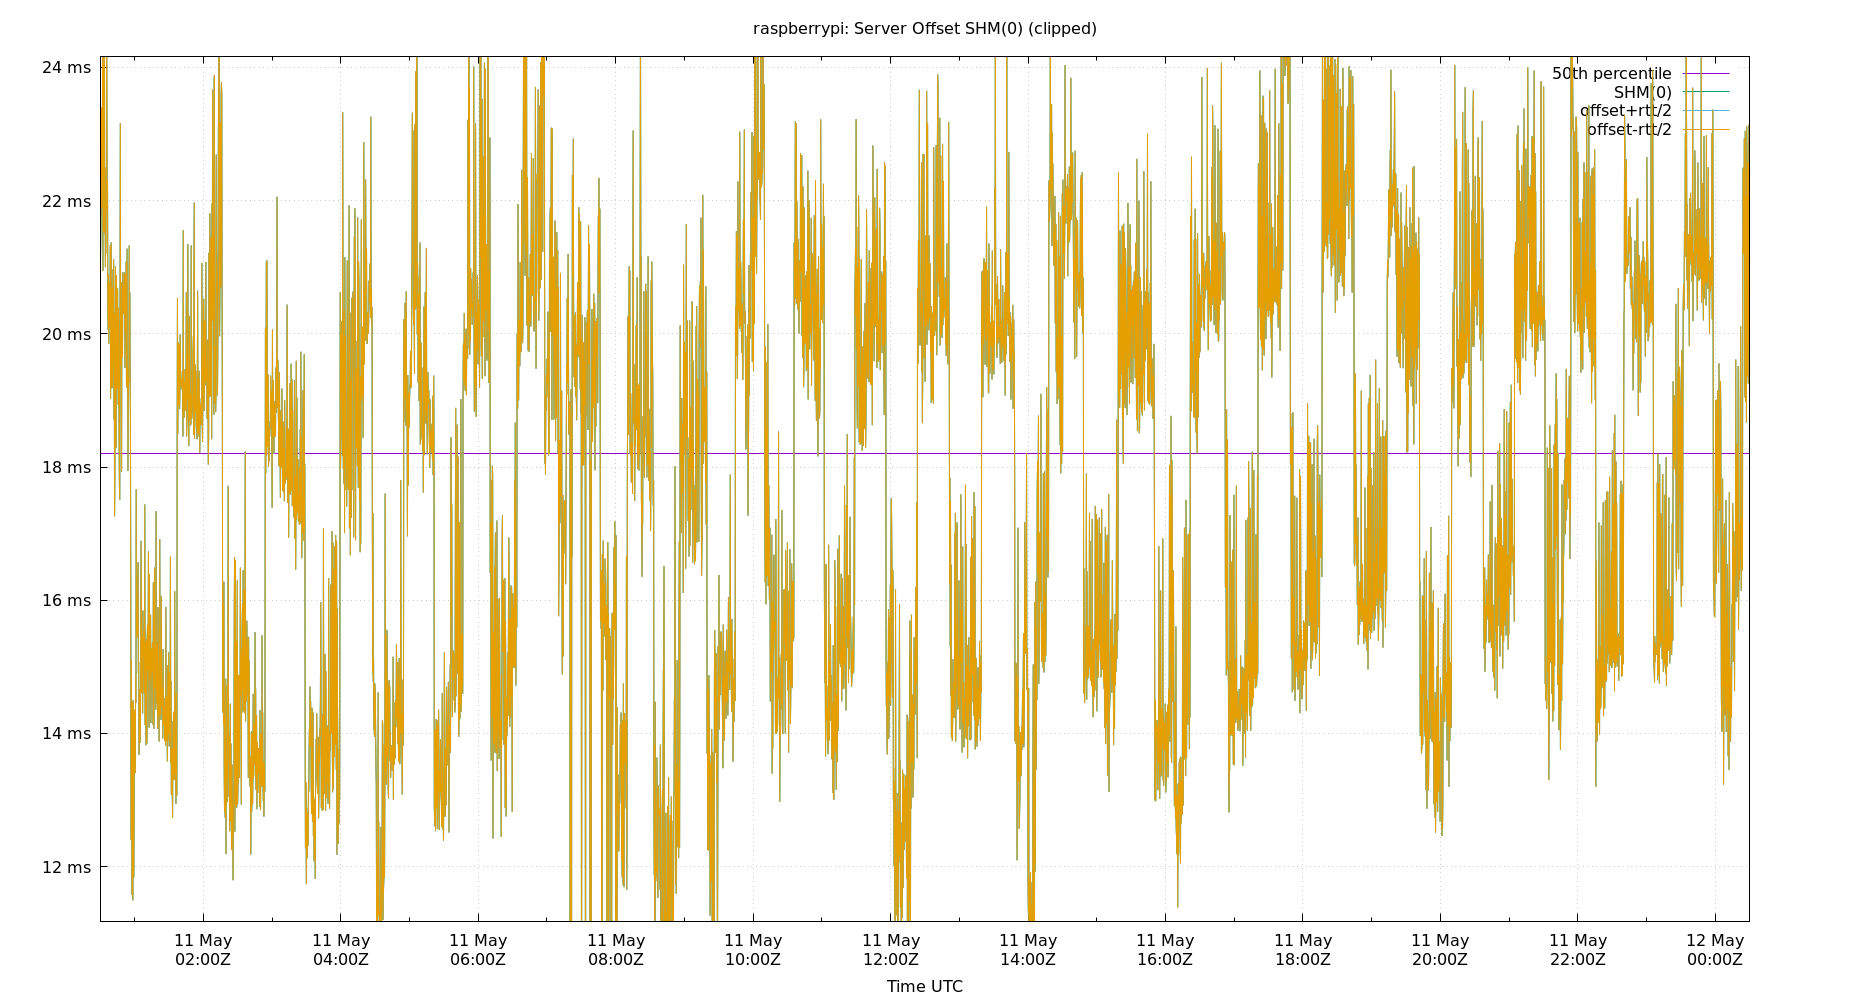 raspberrypi: Server Offset SHM(0) (clipped)
24 ms
22 ms
20 ms
18 ms
16 ms
14 ms
12 ms
50th percentile
SHM(0)
offset+rtt/2
offset-rtt/2
11 May 11 May 11 May 11 May 11 May 11 May 11 May 11 May 11 May 11 May 11 May 12 May
02:00Z 04:00Z 06:00Z 08:00Z 10:00Z 12:00Z 14:00Z 16:00Z 18:00Z 20:00Z 22:00Z 00:00Z
Time UTC